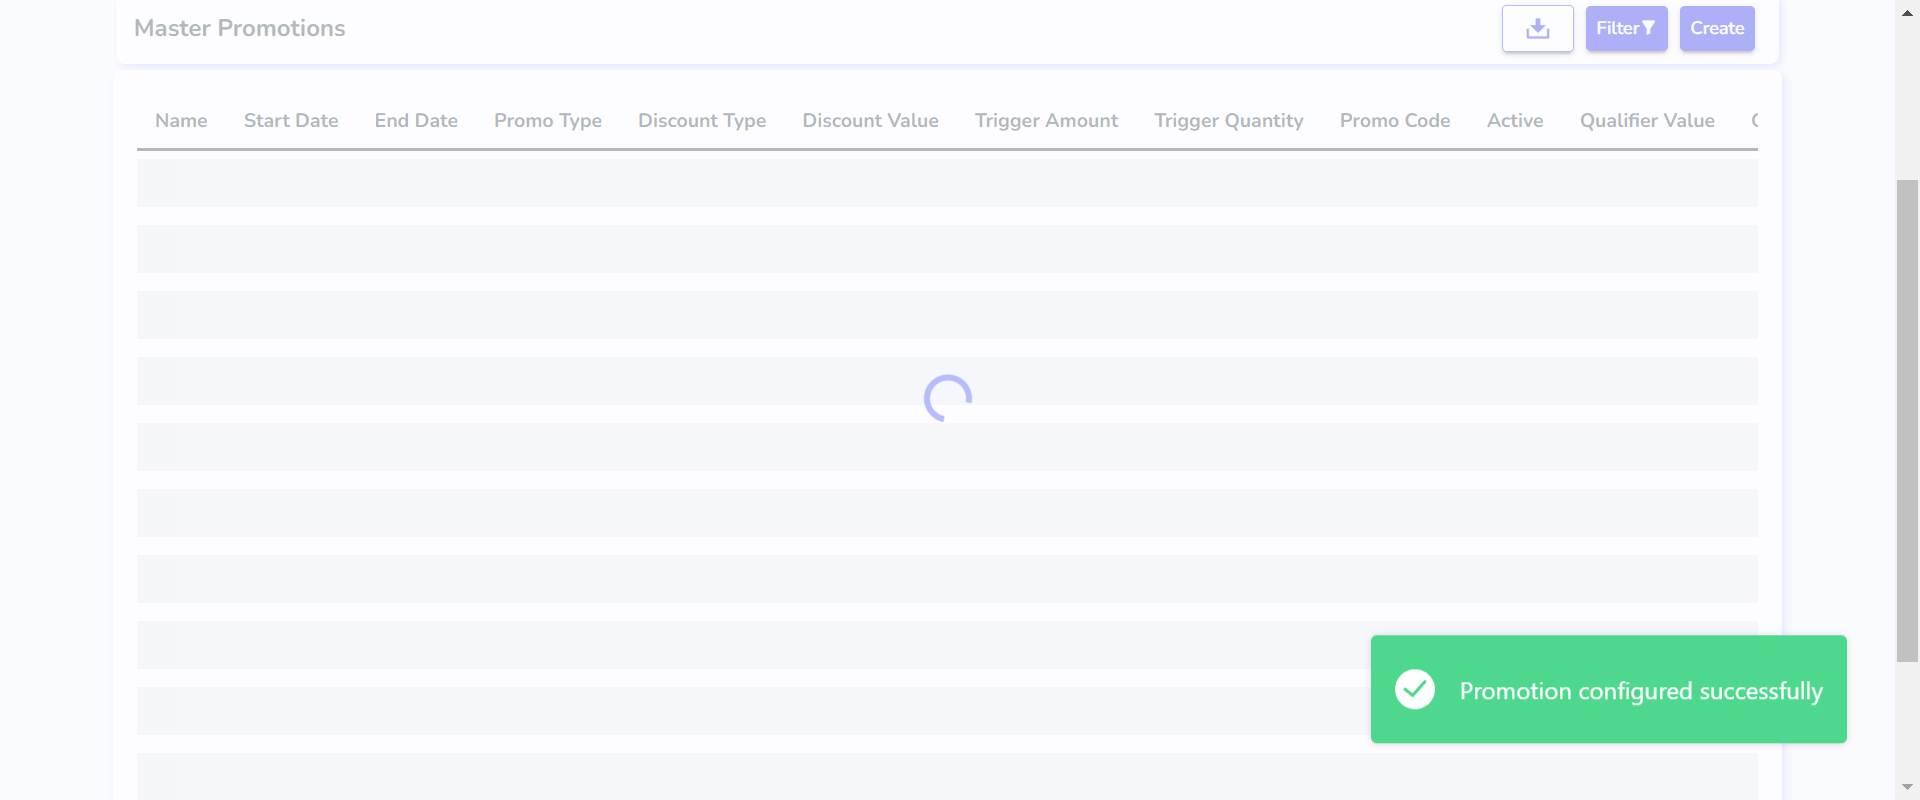 Master Promotions
Filter
Create
Name Start Date End Date Promo Type Discount Type Discount Value Trigger Amount Trigger Quantity Promo Code Active Qualifier Value
Promotion configured successfully